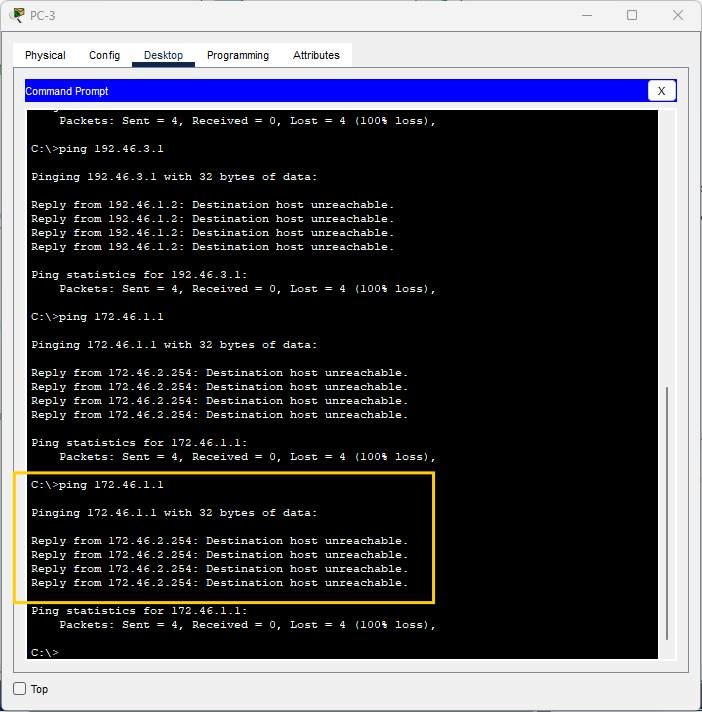 PC-3
Physical Config Desktop Programming Attributes
Command Prompt
X
Packets: Sent = 4, Received = 0, Lost = 4 (100% loss),
C:\>ping 192.46.3.1
Pinging 192.46.3.1 with 32 bytes of data:
Reply from 192.46.1.2: Destination host unreachable.
Reply from 192.46.1.2: Destination host unreachable.
Reply from 192.46.1.2: Destination host unreachable.
Reply from 192.46.1.2: Destination host unreachable.
Ping statistics for 192.46.3.1:
Packets: Sent = 4, Received = 0, Lost = 4 (100% loss),
C:\>ping 172.46.1.1
Pinging 172.46.1.1 with 32 bytes of data:
Reply from 172.46.2.254: Destination host unreachable.
Reply from 172.46.2.254: Destination host unreachable.
Reply from 172.46.2.254: Destination host unreachable.
Reply from 172.46.2.254: Destination host unreachable.
Ping statistics for 172.46.1.1:
Packets: Sent = 4, Received = 0, Lost = 4 (100% loss),
C:\>ping 172.46.1.1
Pinging 172.46.1.1 with 32 bytes of data:
Reply from 172.46.2.254: Destination host unreachable.
Reply from 172.46.2.254: Destination host unreachable.
Reply from 172.46.2.254: Destination host unreachable.
Reply from 172.46.2.254: Destination host unreachable.
Ping statistics for 172.46.1.1:
Packets: Sent = 4, Received = 0, Lost = 4 (100% loss),
C:\>
Top